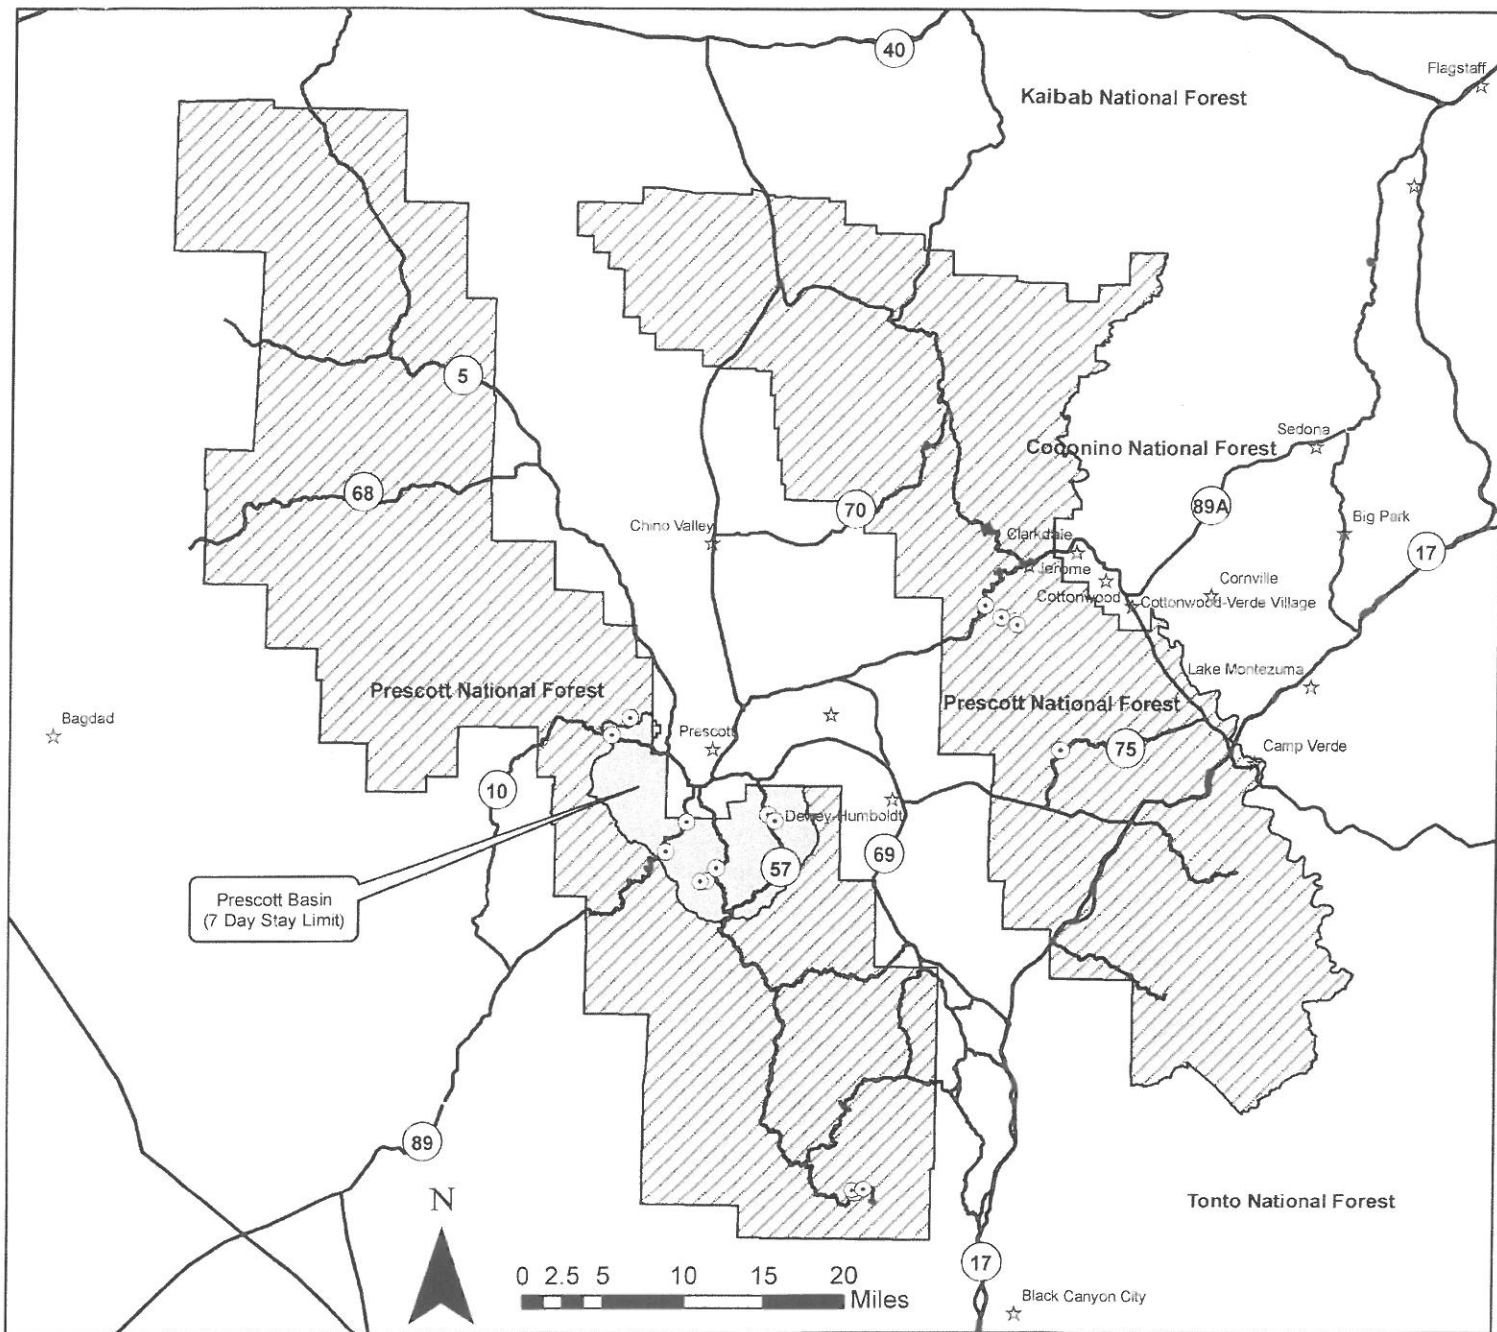 40
Flagstaff
Kaibab National Forest
5
Sedona
Coconino National Forest
68
70
89A
Chino Valley
Big Park
Clarkdale
17
Jerome
Cornville
Cottonwood
Cottonwood-Verde Village
Lake Montezuma
Prescott National Forest
Prescott National Forest
Bagdad
Prescott
75
Camp Verde
10
Dewey-Humboldt
57
69
Prescott Basin
(7 Day Stay Limit)
89
N
Tonto National Forest
17
0 2.5 5 10 15 20
Miles
Black Canyon City